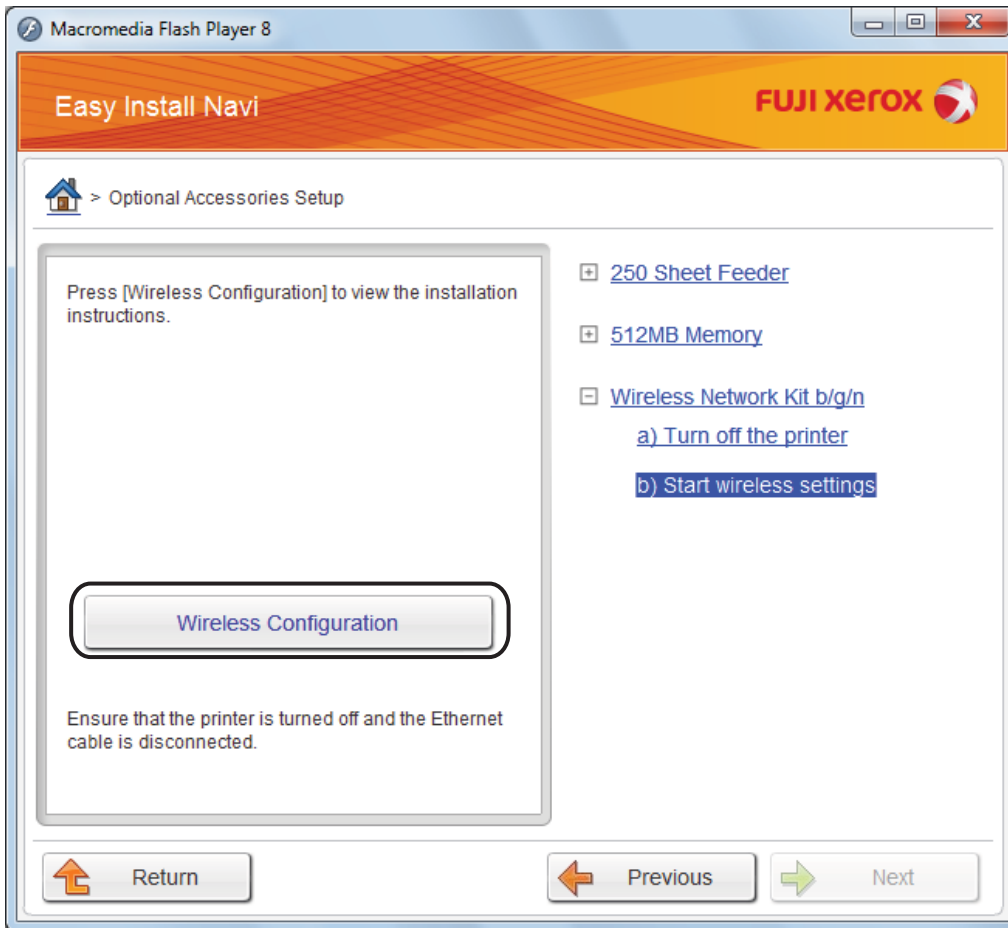 Macromedia Flash Player 8
Easy Install Navi
FUJI xerox
> Optional Accessories Setup
Press [Wireless Configuration] to view the installation
instructions.
Wireless Configuration
Ensure that the printer is turned off and the Ethernet
cable is disconnected.
250 Sheet Feeder
512MB Memory
Wireless Network Kit b/g/n
a) Turn off the printer
b) Start wireless settings
Return
Previous
Next